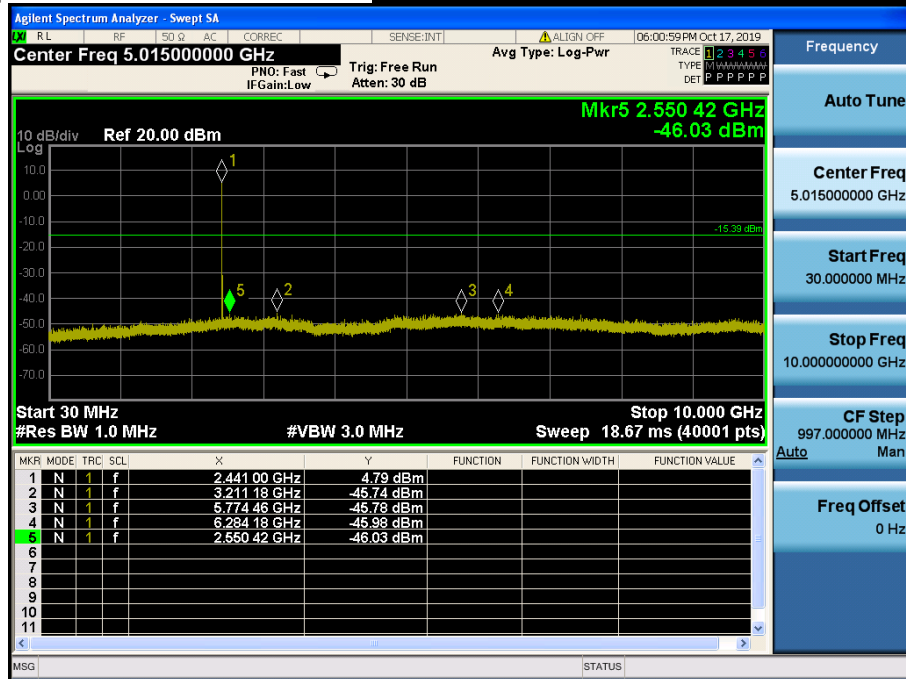 Agilent Spectrum Analyzer - Swept SA
LXI RL RF 50 Ω AC CORREC SENSE:INT ALIGN OFF 06:00:59PM Oct 17, 2019
Center Freq 5.015000000 GHz Avg Type: Log-Pwr TRACE 1 2 3 4 5 6
PNO: Fast Trig: Free Run TYPE M W W W W W
IFGain:Low Atten: 30 dB DET P P P P P P
Mkr5 2.550 42 GHz
10 dB/div Ref 20.00 dBm -46.03 dBm
Log
10.0
0.00
-10.0
-20.0
-30.0
-40.0
-50.0
-60.0
-70.0
1
-15.39 dBm
5 2 3 4
Start 30 MHz Stop 10.000 GHz
#Res BW 1.0 MHz #VBW 3.0 MHz Sweep 18.67 ms (40001 pts)
MKR MODE TRC SCL X Y FUNCTION FUNCTION WIDTH FUNCTION VALUE
1 N 1 f 2.441 00 GHz 4.79 dBm
2 N 1 f 3.211 18 GHz -45.74 dBm
3 N 1 f 5.774 46 GHz -45.78 dBm
4 N 1 f 6.284 18 GHz -45.98 dBm
5 N 1 f 2.550 42 GHz -46.03 dBm
6
7
8
9
10
11
MSG STATUS
Frequency
Auto Tune
Center Freq
5.015000000 GHz
Start Freq
30.000000 MHz
Stop Freq
10.000000000 GHz
CF Step
997.000000 MHz
Auto Man
Freq Offset
0 Hz